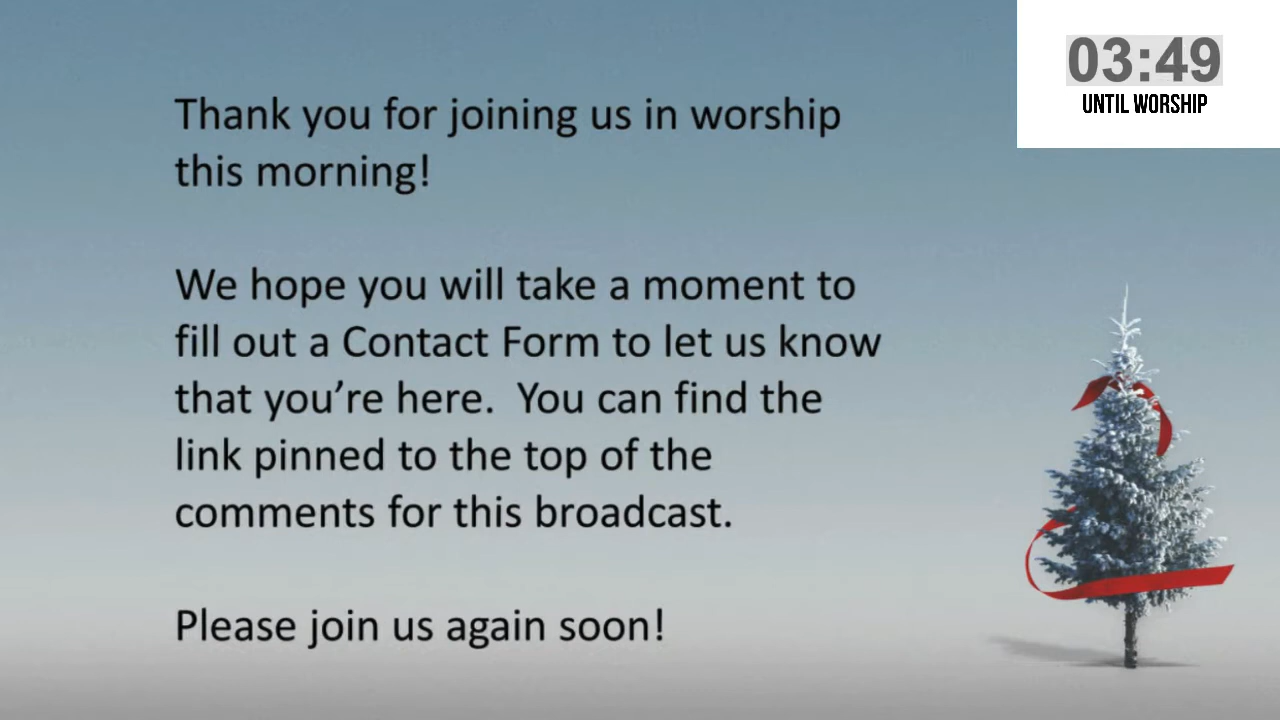 03:49
UNTIL WORSHIP
Thank you for joining us in worship
this morning!
We hope you will take a moment to
fill out a Contact Form to let us know
that you’re here.  You can find the
link pinned to the top of the
comments for this broadcast.
Please join us again soon!